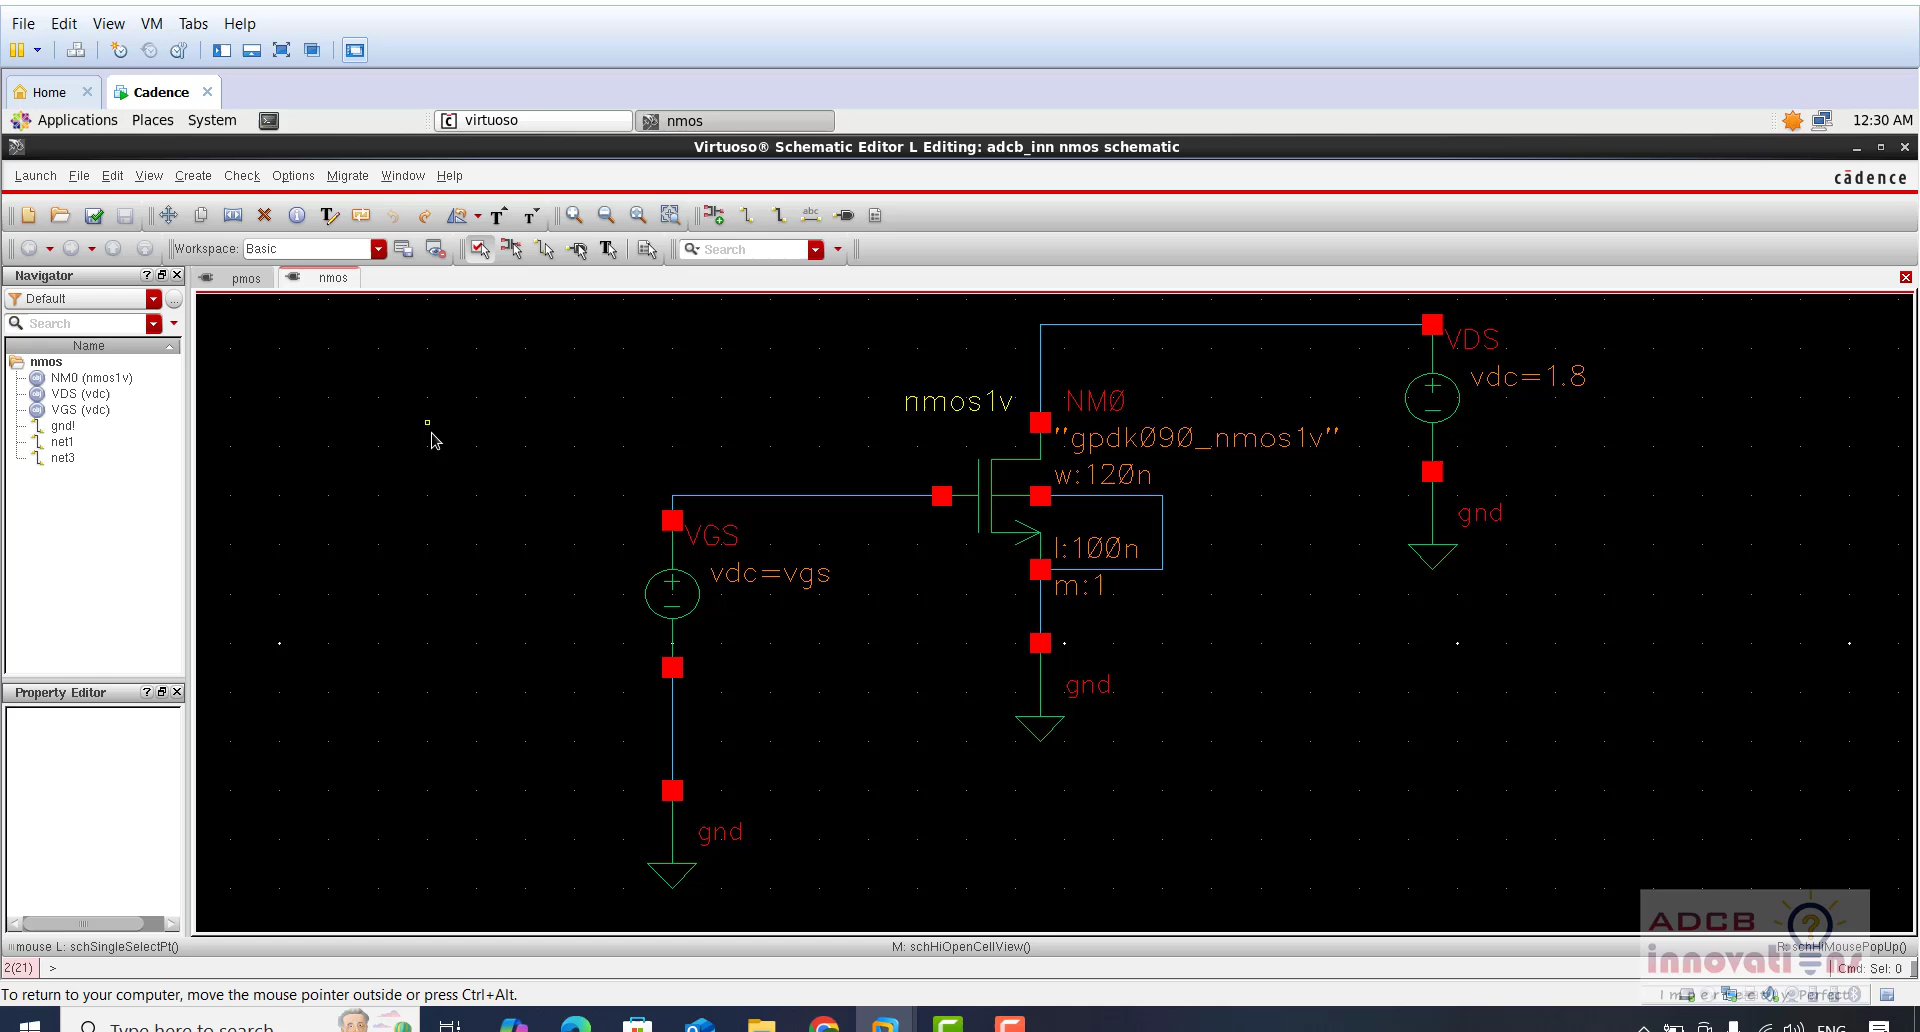 File Edit View VM Tabs Help
Home
Cadence
Applications Places System
virtuoso
nmos
12:30 AM
Virtuoso® Schematic Editor L Editing: adcb_inn nmos schematic
Launch File Edit View Create Check Options Migrate Window Help
cādence
Workspace: Basic
Search
Navigator
Default
Search
Name
nmos
NM0 (nmos1v)
VDS (vdc)
VGS (vdc)
gnd!
net1
net3
Property Editor
pmos
nmos
VDS
vdc=1.8
gnd
nmos1v
NM0
"gpdk090_nmos1v"
w:120n
l:100n
m:1
gnd
VGS
vdc=vgs
gnd
ADCB
innovations
mouse L: schSingleSelectPt()
M: schHiOpenCellView()
R: schHiMousePopUp()
2(21) >
Cmd: Sel: 0
To return to your computer, move the mouse pointer outside or press Ctrl+Alt.
Type here to search
ENG